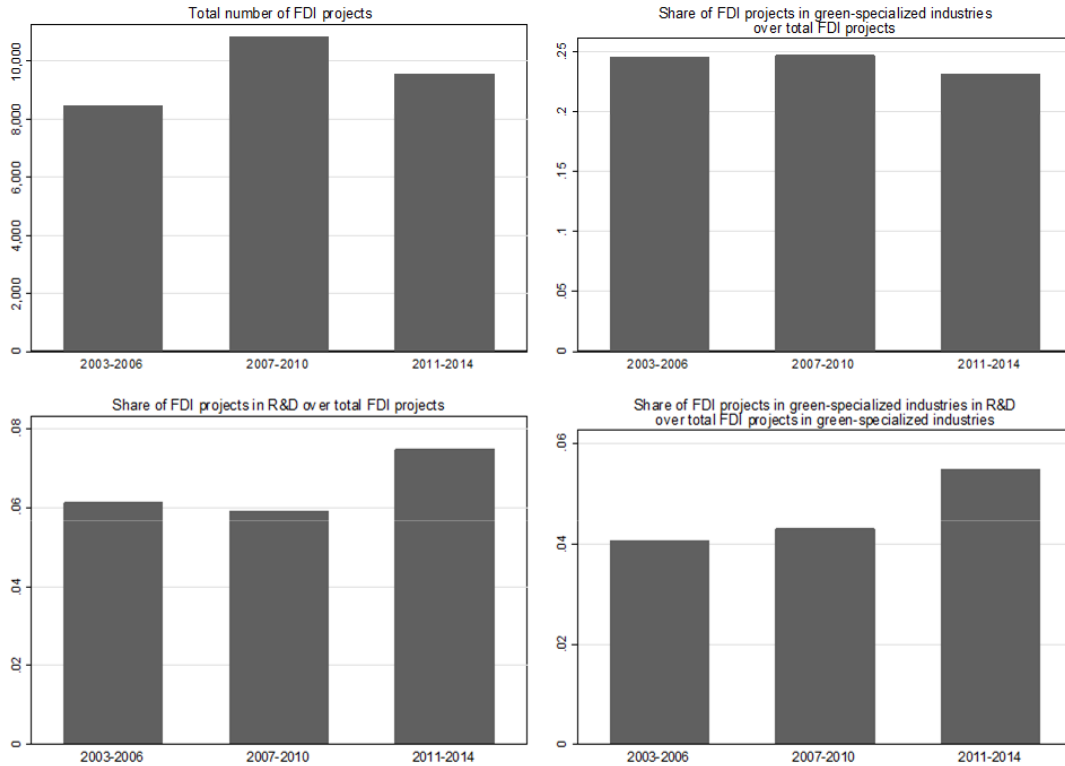 Total number of FDI projects
10,000
8,000
6,000
4,000
2,000
0
2003-2006 2007-2010 2011-2014
Share of FDI projects in green-specialized industries
over total FDI projects
.25
.2
.15
.1
.05
0
2003-2006 2007-2010 2011-2014
Share of FDI projects in R&D over total FDI projects
.08
.06
.04
.02
0
2003-2006 2007-2010 2011-2014
Share of FDI projects in green-specialized industries in R&D
over total FDI projects in green-specialized industries
.06
.04
.02
0
2003-2006 2007-2010 2011-2014